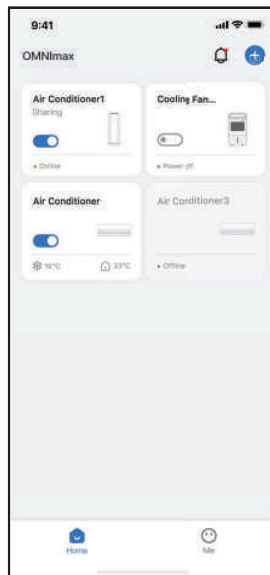 9:41
OMNImax
Air Conditioner1
Sharing
Online
Cooling Fan...
Power off
Air Conditioner
16°C
33°C
Air Conditioner3
Offline
Home
Me